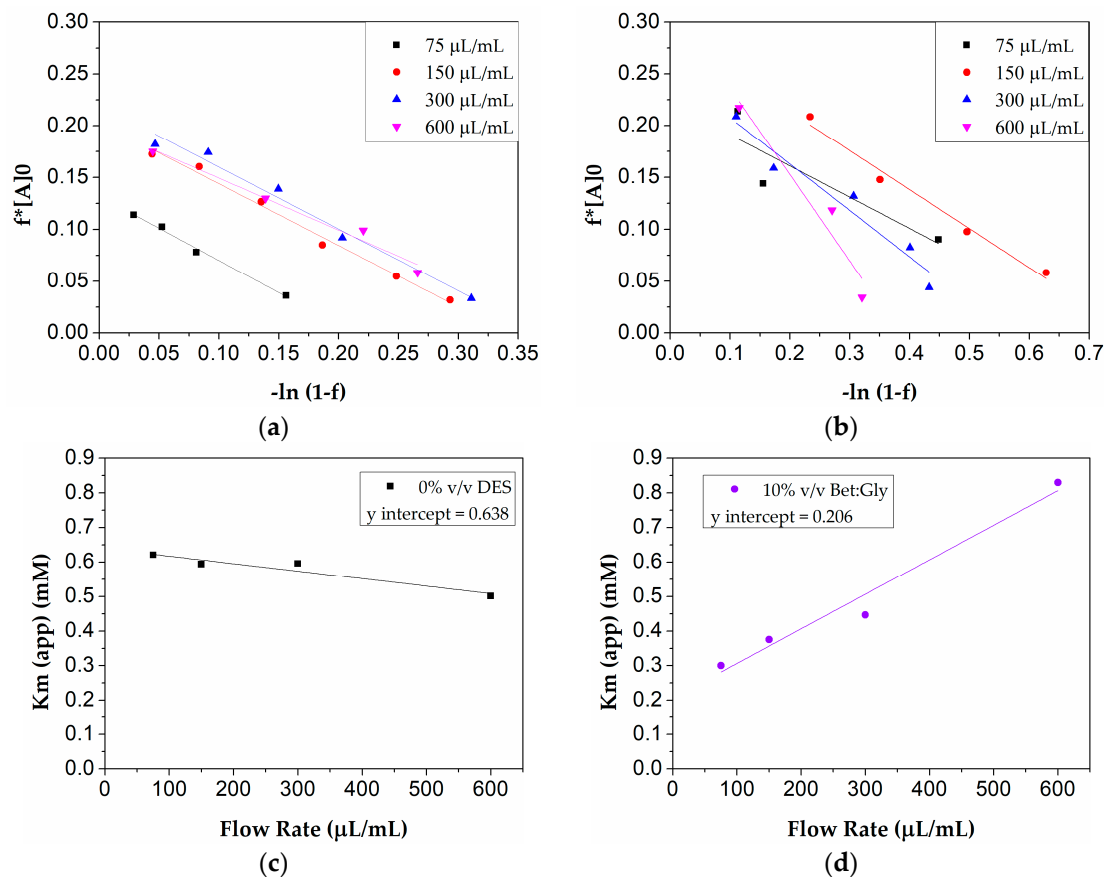 f*[A]0
0.30
0.25
0.20
0.15
0.10
0.05
0.00
75 µL/mL
150 µL/mL
300 µL/mL
600 µL/mL
0.00 0.05 0.10 0.15 0.20 0.25 0.30 0.35
-ln (1-f)
(a)
f*[A]0
0.30
0.25
0.20
0.15
0.10
0.05
0.00
75 µL/mL
150 µL/mL
300 µL/mL
600 µL/mL
0.0 0.1 0.2 0.3 0.4 0.5 0.6 0.7
-ln (1-f)
(b)
Km (app) (mM)
0.9
0.8
0.7
0.6
0.5
0.4
0.3
0.2
0.1
0.0
0% v/v DES
y intercept = 0.638
0 100 200 300 400 500 600
Flow Rate (µL/mL)
(c)
Km (app) (mM)
0.9
0.8
0.7
0.6
0.5
0.4
0.3
0.2
0.1
0.0
10% v/v Bet:Gly
y intercept = 0.206
0 100 200 300 400 500 600
Flow Rate (µL/mL)
(d)